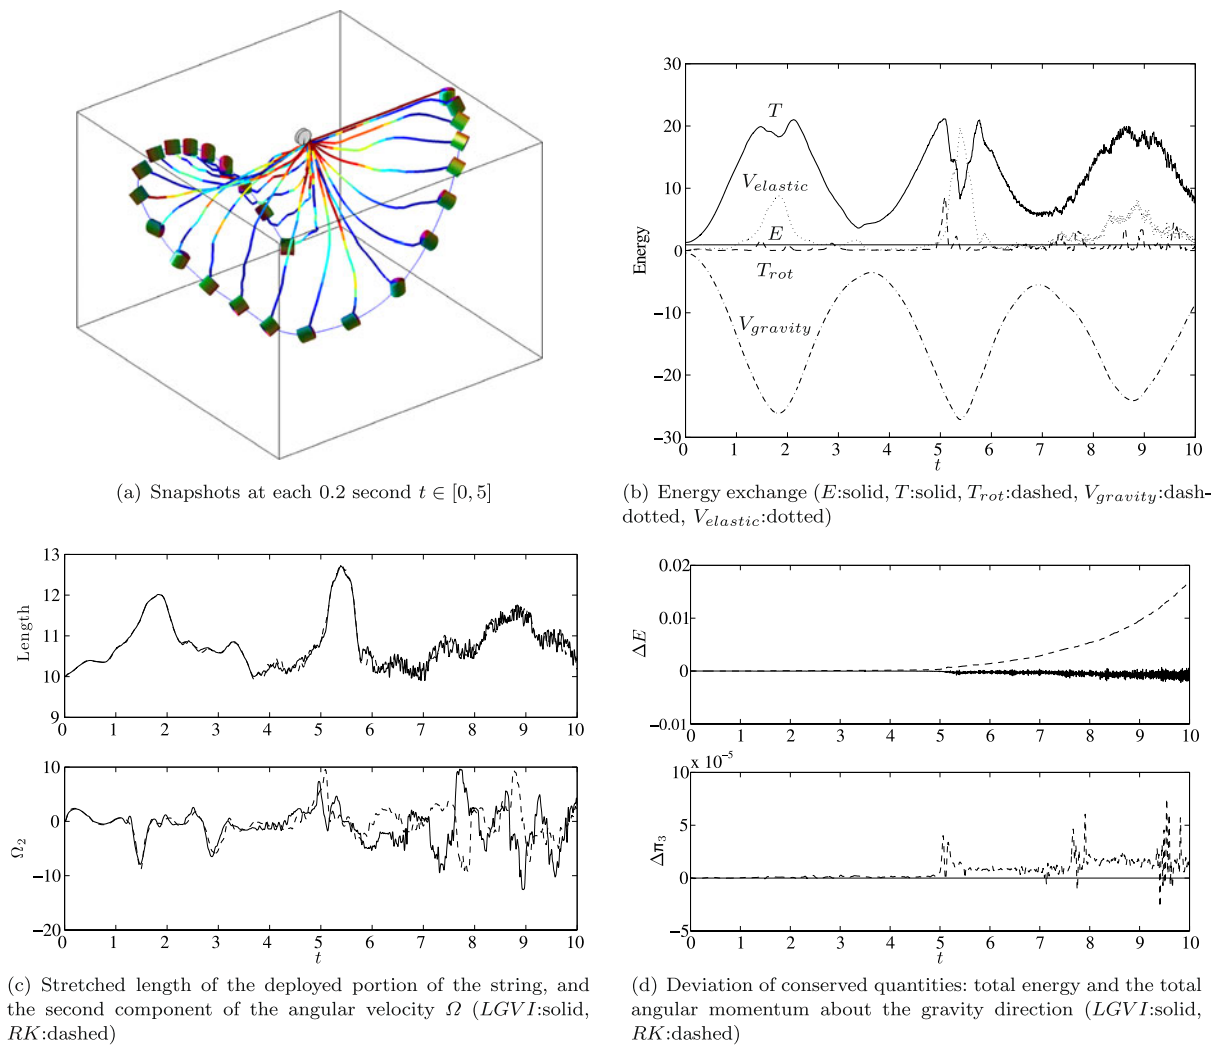 (a) Snapshots at each 0.2 second t ∈ [0, 5]
30
20
10
0
−10
−20
−30
Energy
T
V_elastic
E
T_rot
V_gravity
0 1 2 3 4 5 6 7 8 9 10
t
(b) Energy exchange (E:solid, T:solid, T_rot:dashed, V_gravity:dash-
dotted, V_elastic:dotted)
13
12
11
10
9
Length
0 1 2 3 4 5 6 7 8 9 10
10
0
−10
−20
Ω₂
0 1 2 3 4 5 6 7 8 9 10
t
(c) Stretched length of the deployed portion of the string, and
the second component of the angular velocity Ω (LGVI:solid,
RK:dashed)
0.02
0.01
0
−0.01
ΔE
0 1 2 3 4 5 6 7 8 9 10
x 10⁻⁵
10
5
0
−5
Δπ₃
0 1 2 3 4 5 6 7 8 9 10
t
(d) Deviation of conserved quantities: total energy and the total
angular momentum about the gravity direction (LGVI:solid,
RK:dashed)